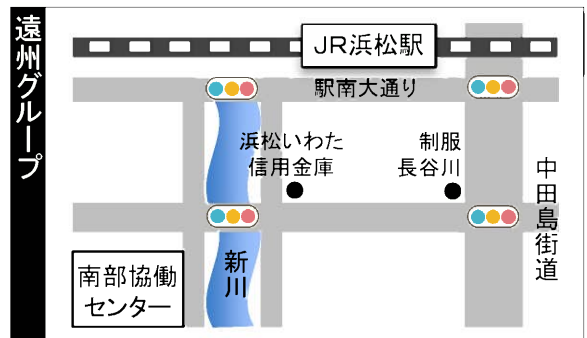 遠州グループ
JR浜松駅
駅南大通り
浜松いわた
信用金庫
制服
長谷川
中田島街道
新川
南部協働
センター